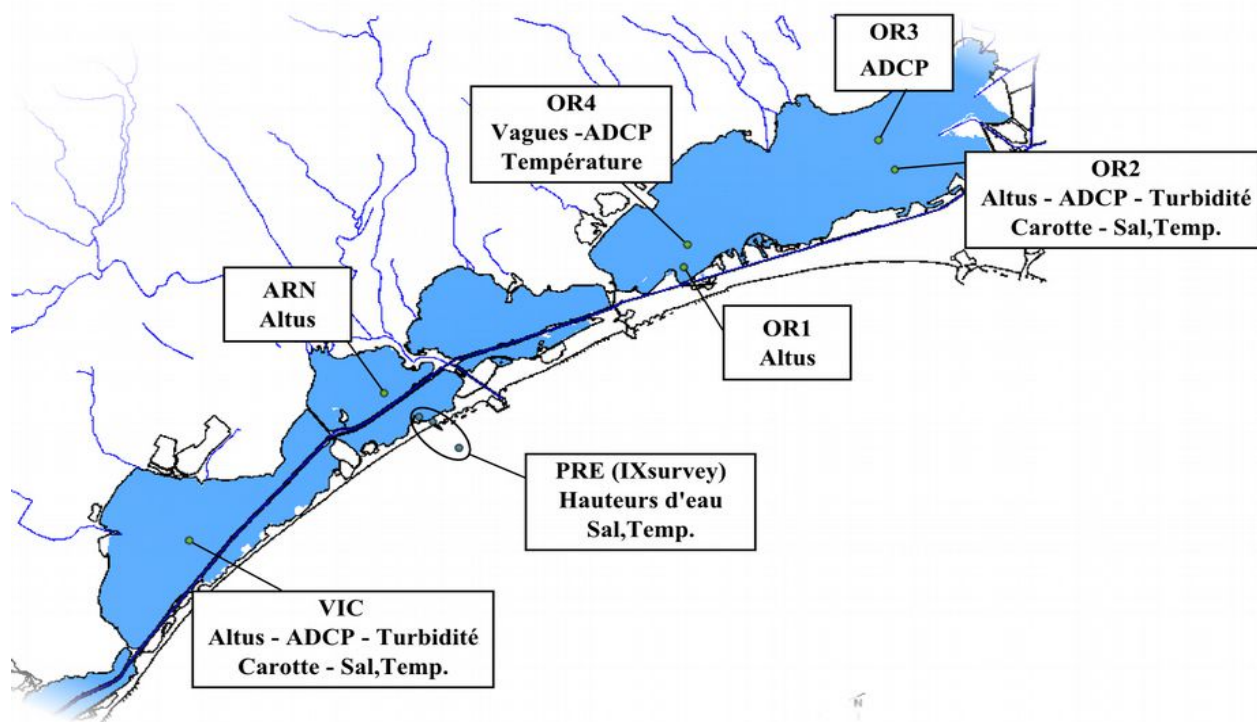 OR3
ADCP
OR4
Vagues -ADCP
Température
OR2
Altus - ADCP - Turbidité
Carotte - Sal,Temp.
ARN
Altus
OR1
Altus
PRE (IXsurvey)
Hauteurs d'eau
Sal,Temp.
VIC
Altus - ADCP - Turbidité
Carotte - Sal,Temp.
N